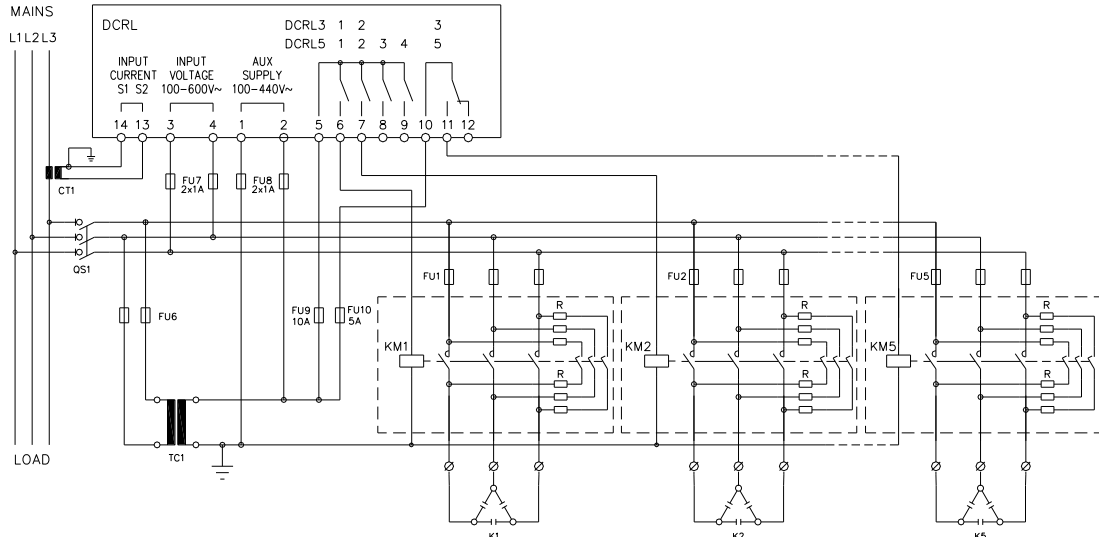 MAINS
L1 L2 L3
DCRL
DCRL3 1 2 3
DCRL5 1 2 3 4 5
INPUT CURRENT
S1 S2
INPUT VOLTAGE
100-600V~
AUX SUPPLY
100-440V~
14 13 3 4 1 2 5 6 7 8 9 10 11 12
CT1
FU7
2x1A
FU8
2x1A
QS1
FU1
FU2
FU5
FU6
FU9
10A
FU10
5A
R
R
R
KM1
KM2
KM5
R
R
R
TC1
LOAD
K1
K2
K5